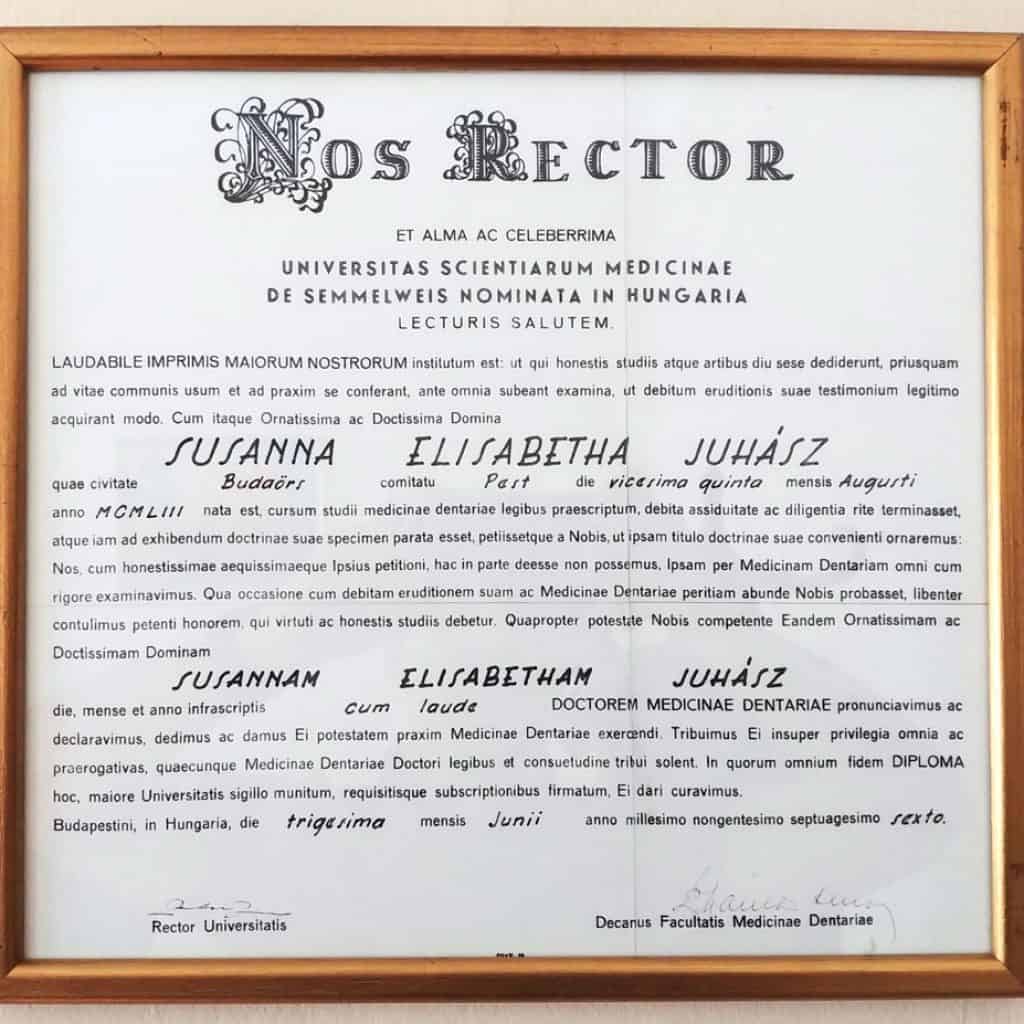 NOS RECTOR
ET ALMA AC CELEBERRIMA
UNIVERSITAS SCIENTIARUM MEDICINAE
DE SEMMELWEIS NOMINATA IN HUNGARIA
LECTURIS SALUTEM.
LAUDABILE IMPRIMIS MAIORUM NOSTRORUM institutum est: ut qui honestis studiis atque artibus diu sese dediderunt, priusquam
ad vitae communis usum et ad praxim se conferant, ante omnia subeant examina, ut debitum eruditionis suae testimonium legitimo
acquirant modo. Cum itaque Ornatissima ac Doctissima Domina
SUSANNA ELISABETHA JUHÁSZ
quae civitate Budaörs comitatu Pest die vicesima quinta mensis Augusti
anno MCMLIII nata est, cursum studii medicinae dentariae legibus praescriptum, debita assiduitate ac diligentia rite terminasset,
atque iam ad exhibendum doctrinae suae specimen parata esset, petiissetque a Nobis, ut ipsam titulo doctrinae suae convenienti ornaremus:
Nos, cum honestissimae aequissimaeque Ipsius petitioni, hac in parte deesse non possemus, Ipsam per Medicinam Dentariam omni cum
rigore examinavimus. Qua occasione cum debitam eruditionem suam ac Medicinae Dentariae peritiam abunde Nobis probasset, libenter
contulimus petenti honorem, qui virtuti ac honestis studiis debetur. Quapropter potestate Nobis competente Eandem Ornatissimam ac
Doctissimam Dominam
SUSANNAM ELISABETHAM JUHÁSZ
die, mense et anno infrascriptis cum laude DOCTOREM MEDICINAE DENTARIAE pronunciavimus ac
declaravimus, dedimus ac damus Ei potestatem praxim Medicinae Dentariae exercendi. Tribuimus Ei insuper privilegia omnia ac
praerogativas, quaecunque Medicinae Dentariae Doctori legibus et consuetudine tribui solent. In quorum omnium fidem DIPLOMA
hoc, maiore Universitatis sigillo munitum, requisitisque subscriptionibus firmatum, Ei dari curavimus.
Budapestini, in Hungaria, die trigesima mensis Junii anno millesimo nongentesimo septuagesimo sexto.
Rector Universitatis
Decanus Facultatis Medicinae Dentariae